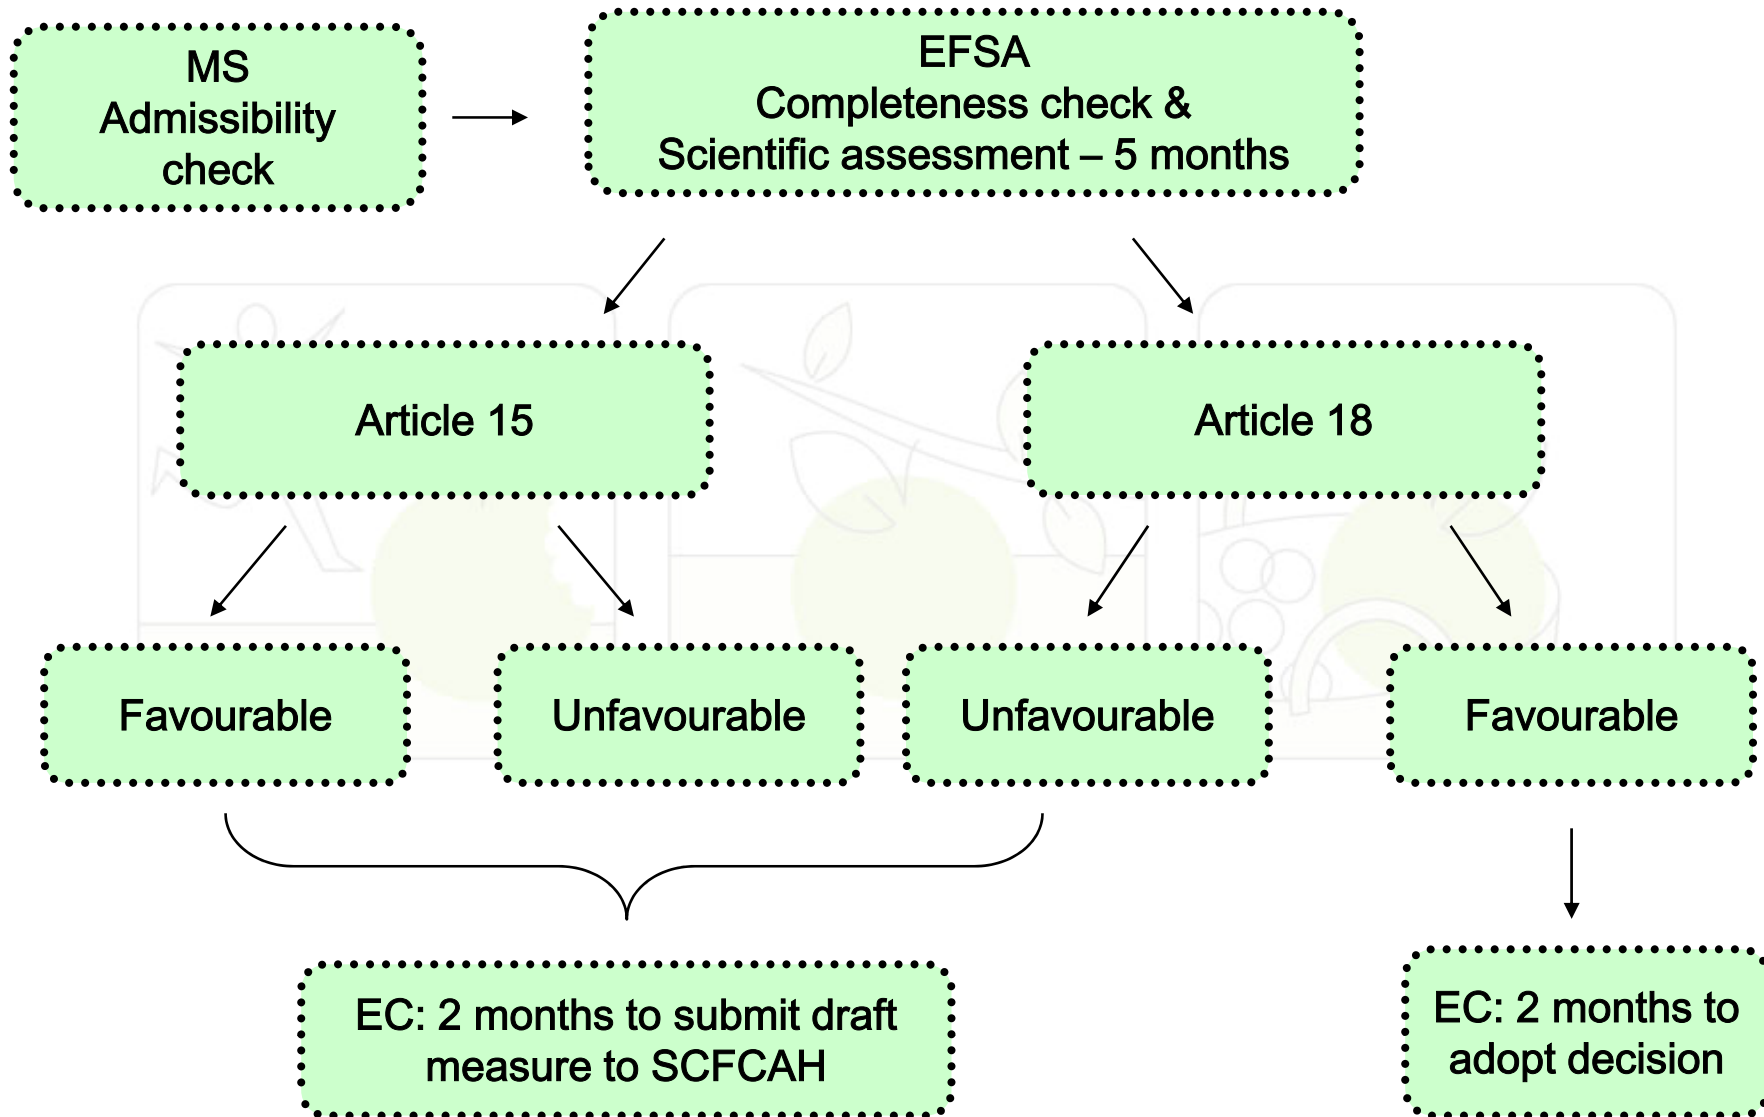 MS
Admissibility
check
EFSA
Completeness check &
Scientific assessment – 5 months
Article 15
Article 18
Favourable
Unfavourable
Unfavourable
Favourable
EC: 2 months to submit draft
measure to SCFCAH
EC: 2 months to
adopt decision